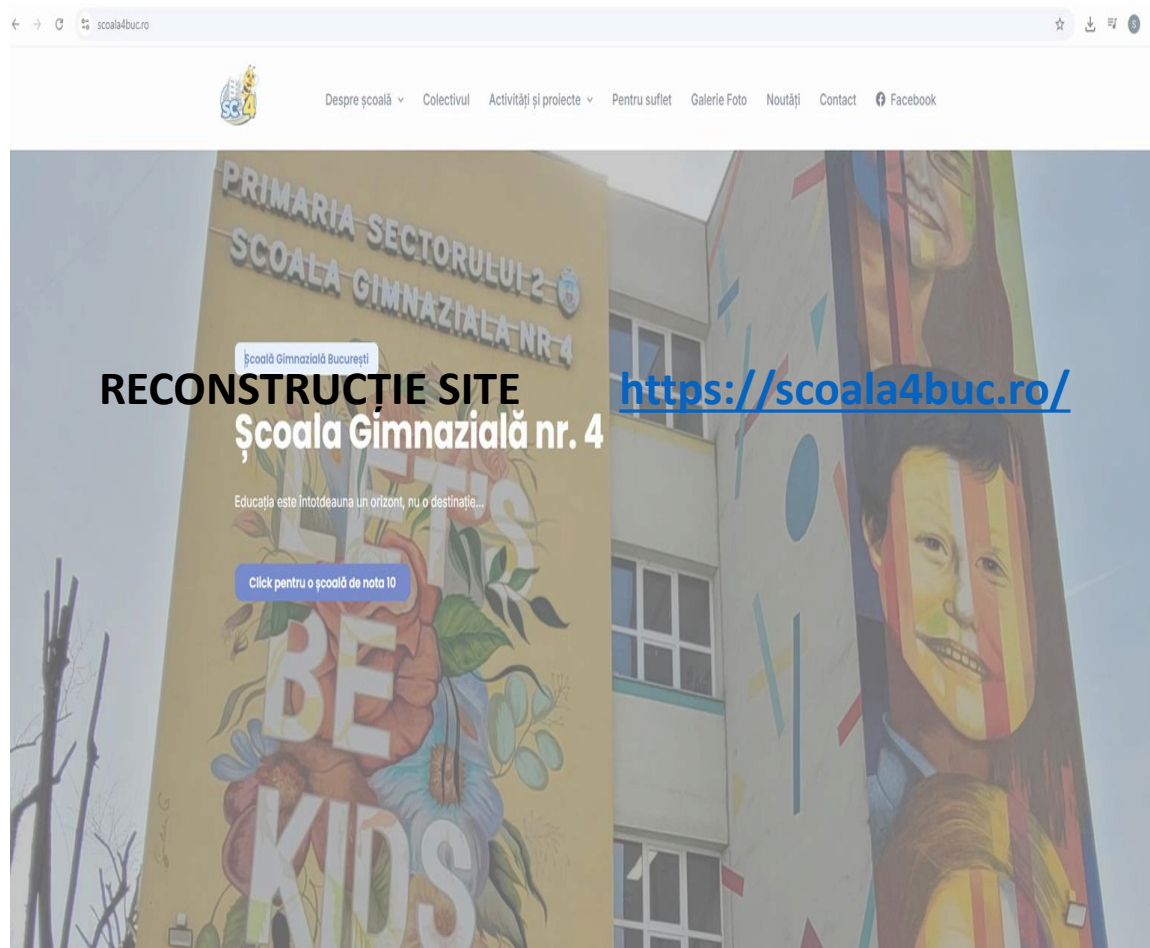 scoala4buc.ro
S
SC 4
Despre școală Colectivul Activități și proiecte Pentru suflet Galerie Foto Noutăți Contact Facebook
PRIMARIA SECTORULUI 2
SCOALA GIMNAZIALA NR 4
Școală Gimnazială București
RECONSTRUCȚIE SITE https://scoala4buc.ro/
Școala Gimnazială nr. 4
Educația este întotdeauna un orizont, nu o destinație...
Click pentru o școală de nota 10
LET'S
BE
KIDS